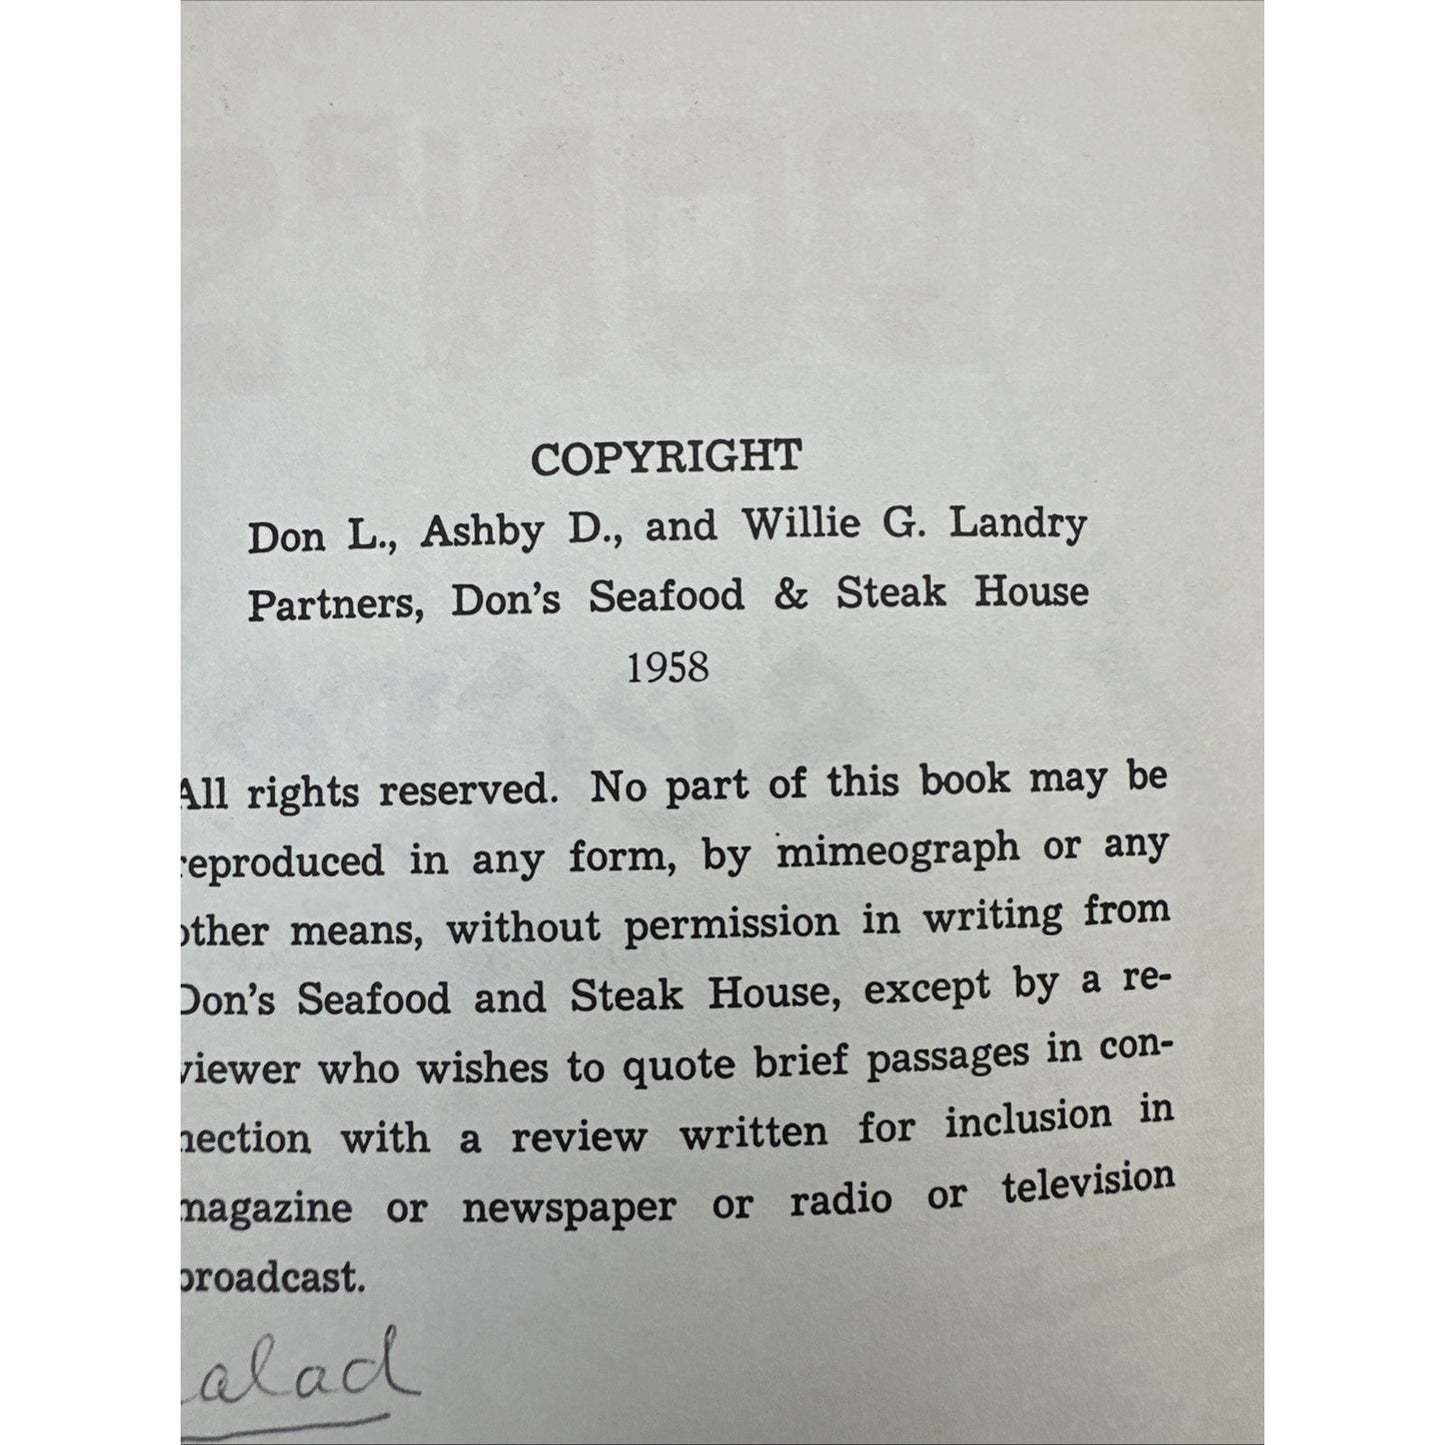 COPYRIGHT
Don L., Ashby D., and Willie G. Landry
Partners, Don's Seafood & Steak House
1958
All rights reserved. No part of this book may be
reproduced in any form, by mimeograph or any
other means, without permission in writing from
Don's Seafood and Steak House, except by a re-
viewer who wishes to quote brief passages in con-
nection with a review written for inclusion in
magazine or newspaper or radio or television
broadcast.
alad